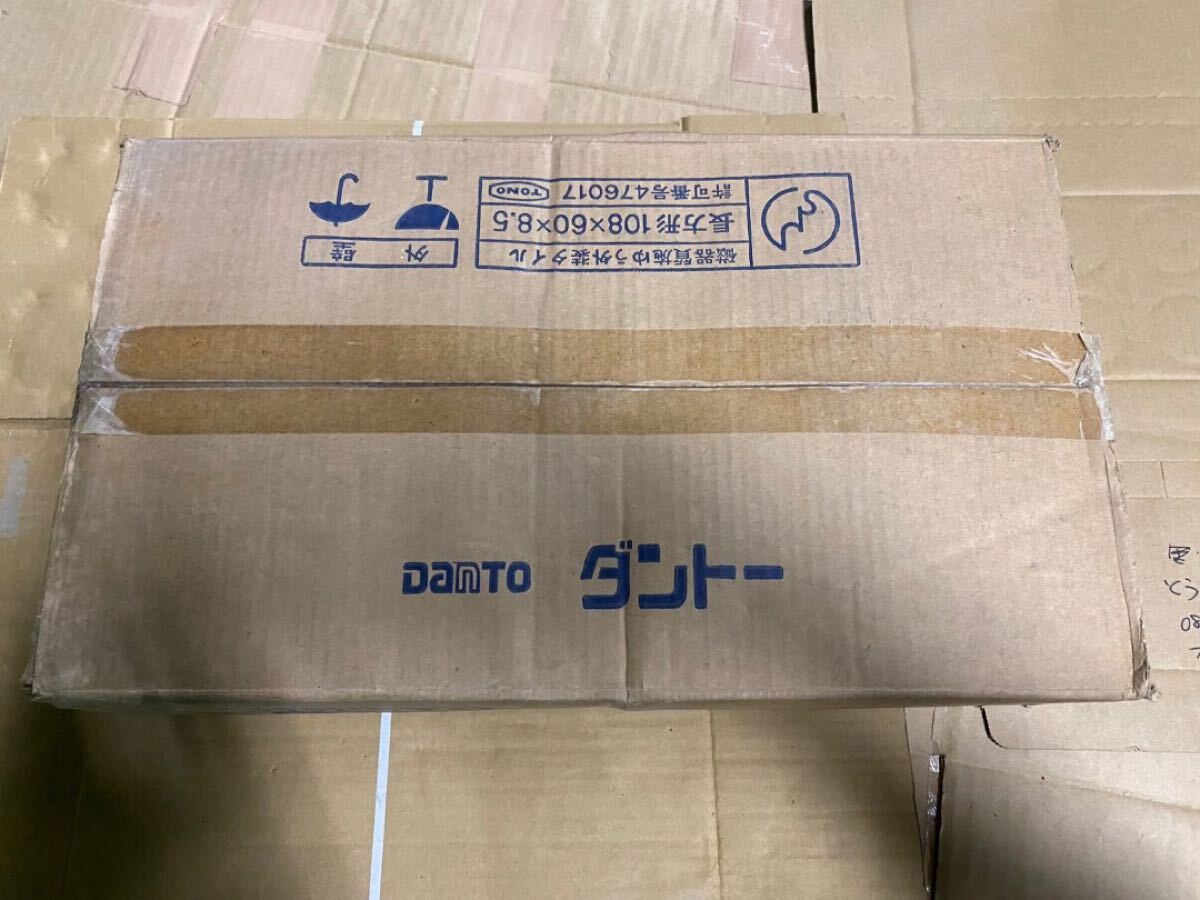 磁器質施ゆう外装タイル
長方形108×60×8.5
許可番号476017 TONO
外 壁
DANTO ダントー
80